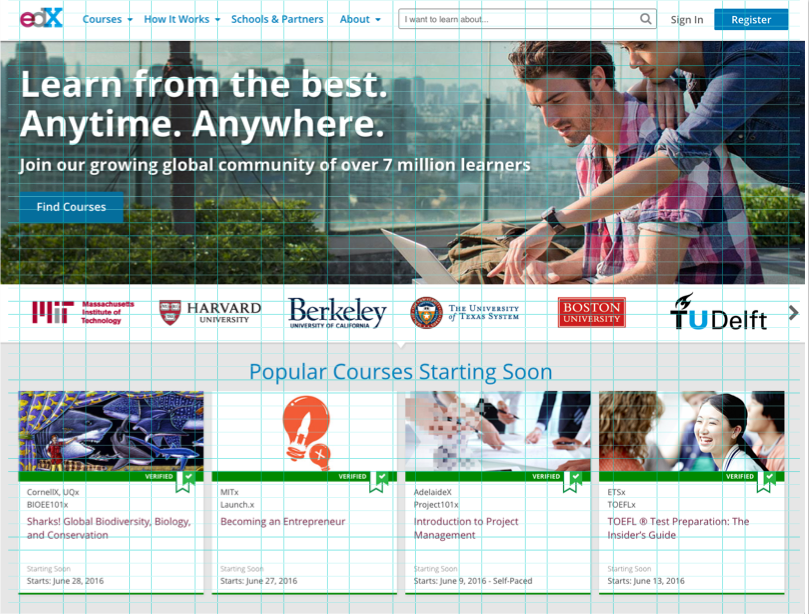 edX
Courses How It Works Schools & Partners About I want to learn about... Sign In Register
Learn from the best.
Anytime. Anywhere.
Join our growing global community of over 7 million learners
Find Courses
MIT Massachusetts Institute of Technology
HARVARD UNIVERSITY
Berkeley UNIVERSITY OF CALIFORNIA
THE UNIVERSITY of TEXAS SYSTEM
BOSTON UNIVERSITY
TUDelft
Popular Courses Starting Soon
VERIFIED
CornellX, UQx
BIOEE101x
Sharks! Global Biodiversity, Biology,
and Conservation
Starting Soon
Starts: June 28, 2016
VERIFIED
MITx
Launch.x
Becoming an Entrepreneur
Starting Soon
Starts: June 27, 2016
VERIFIED
AdelaideX
Project101x
Introduction to Project
Management
Starting Soon
Starts: June 9, 2016 - Self-Paced
VERIFIED
ETSx
TOEFLx
TOEFL ® Test Preparation: The
Insider's Guide
Starting Soon
Starts: June 13, 2016